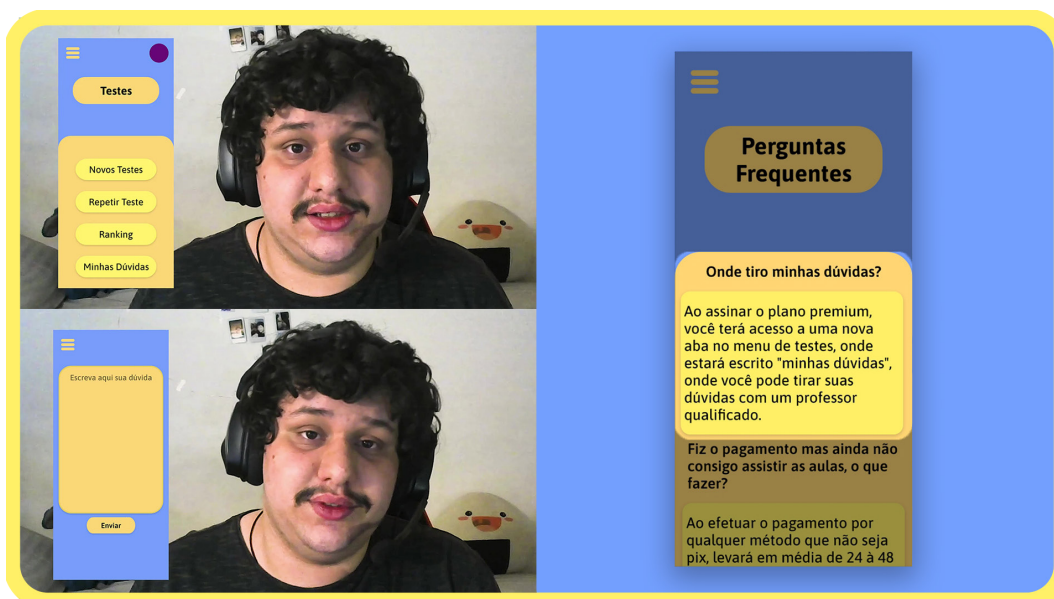 Testes
Novos Testes
Repetir Teste
Ranking
Minhas Dúvidas
Escreva aqui sua dúvida
Enviar
Perguntas
Frequentes
Onde tiro minhas dúvidas?
Ao assinar o plano premium,
você terá acesso a uma nova
aba no menu de testes, onde
estará escrito "minhas dúvidas",
onde você pode tirar suas
dúvidas com um professor
qualificado.
Fiz o pagamento mas ainda não
consigo assistir as aulas, o que
fazer?
Ao efetuar o pagamento por
qualquer método que não seja
pix, levará em média de 24 à 48